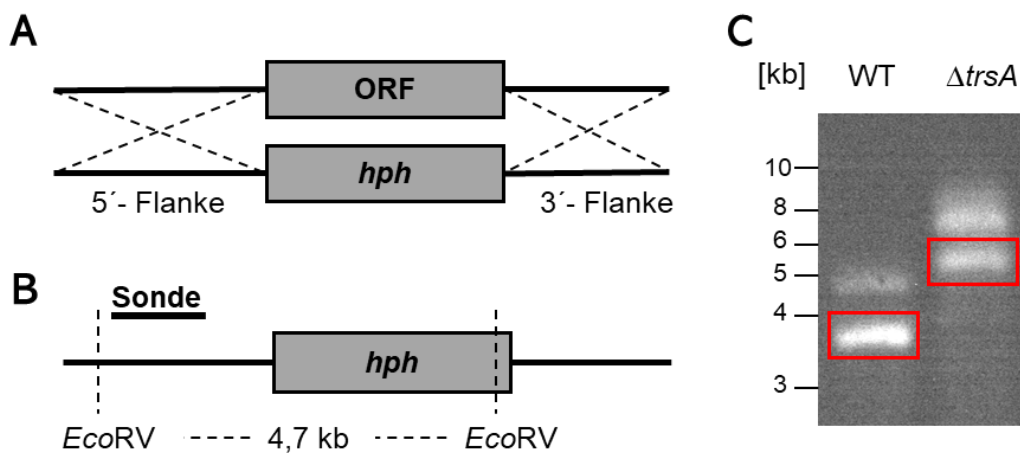 A
ORF
hph
5´- Flanke
3´- Flanke
B
Sonde
hph
EcoRV ---- 4,7 kb ---- EcoRV
C
[kb] WT ΔtrsA
10
8
6
5
4
3